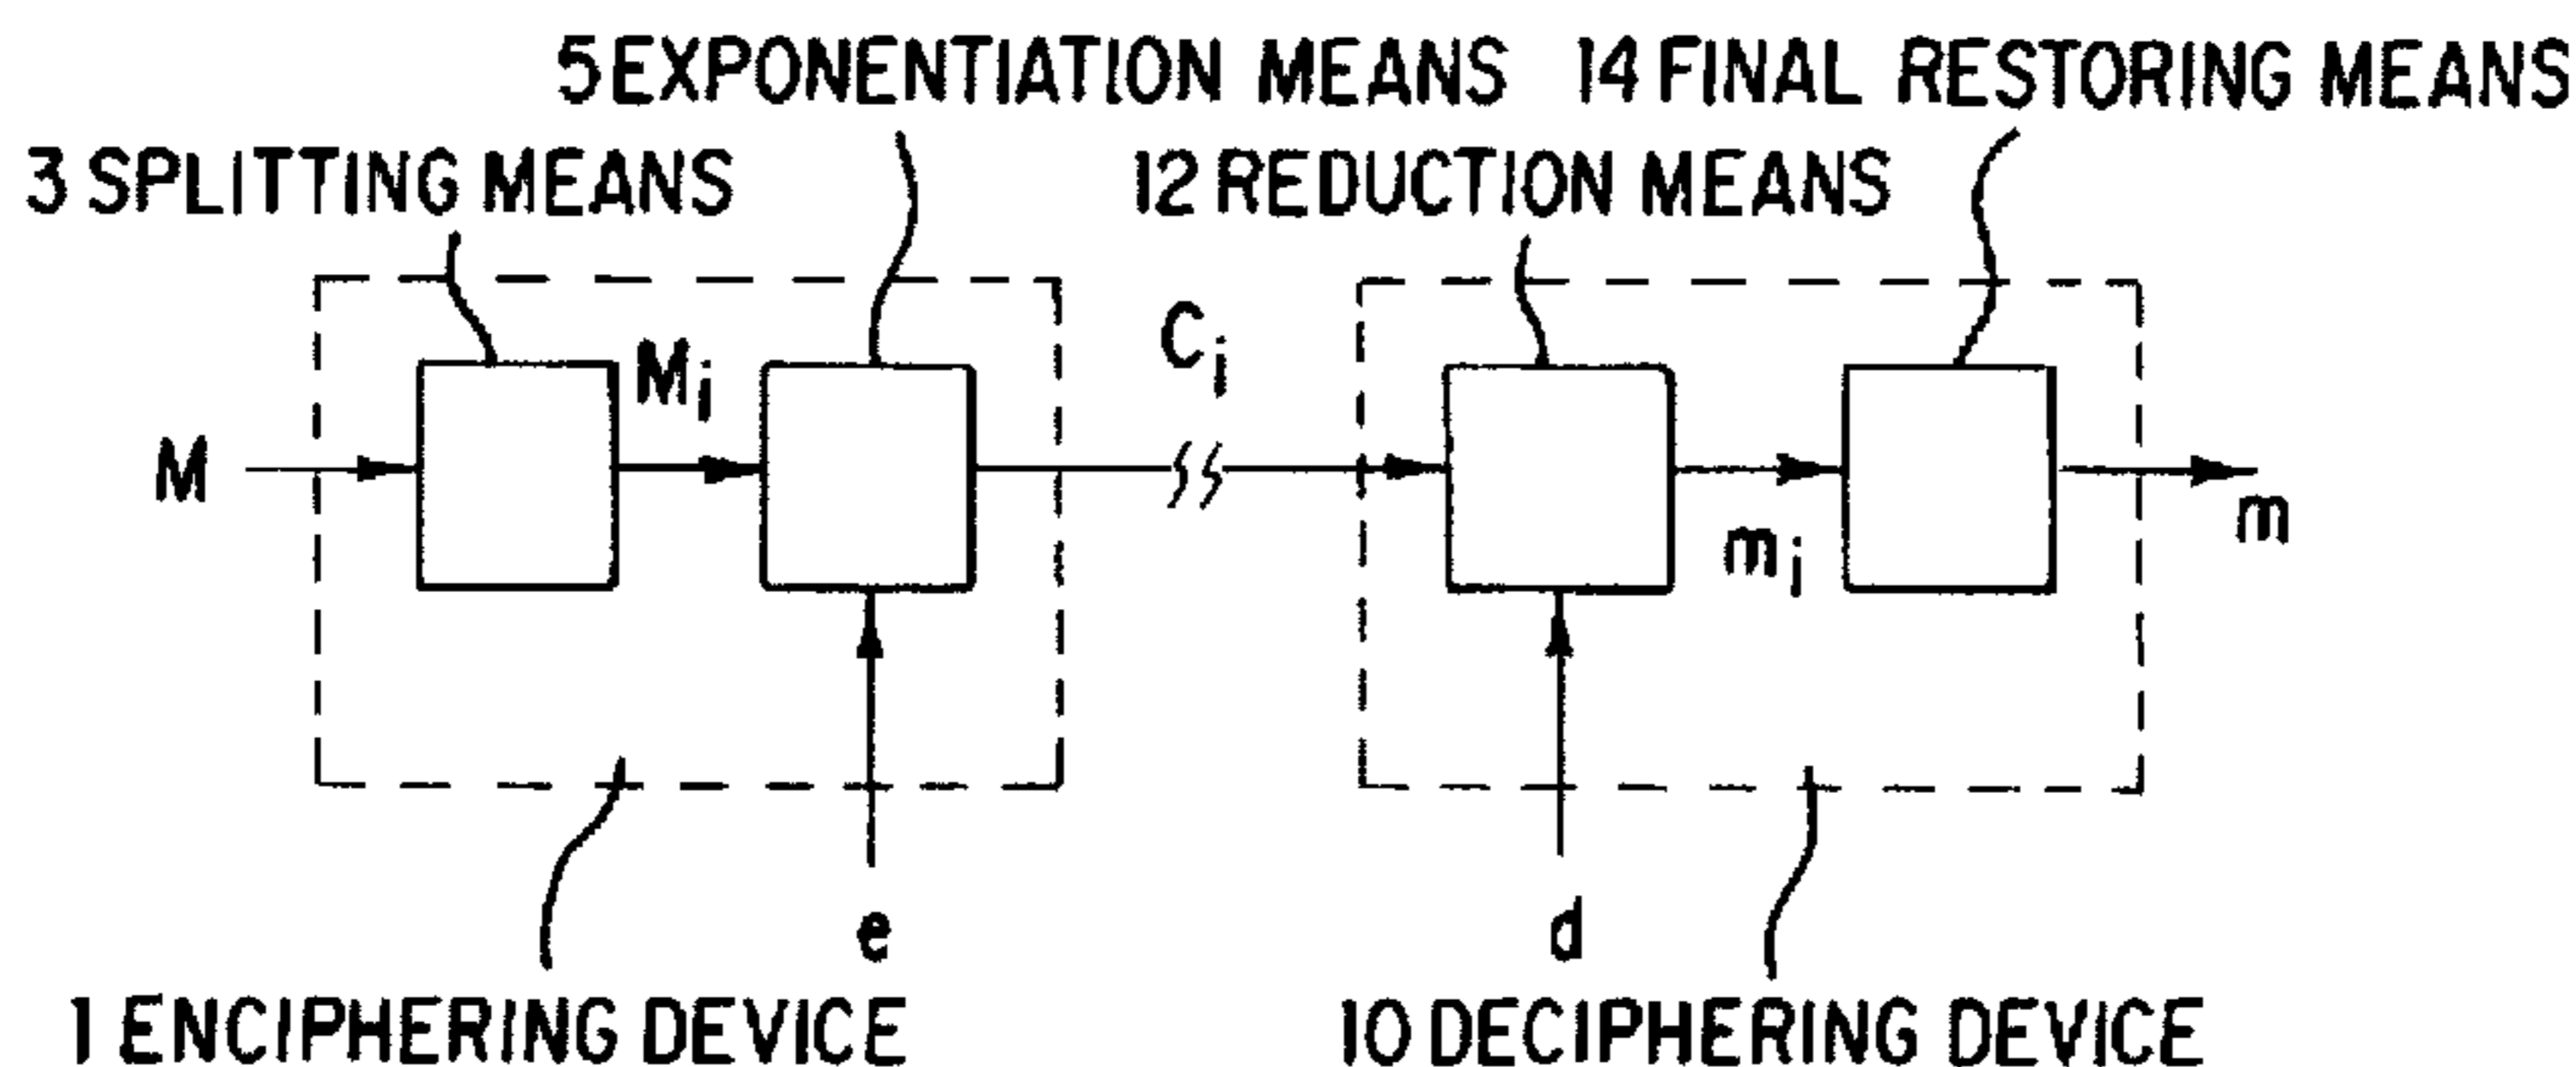 5 EXPONENTIATION MEANS
14 FINAL RESTORING MEANS
3 SPLITTING MEANS
12 REDUCTION MEANS
M
Mi
Ci
mi
m
e
d
1 ENCIPHERING DEVICE
10 DECIPHERING DEVICE